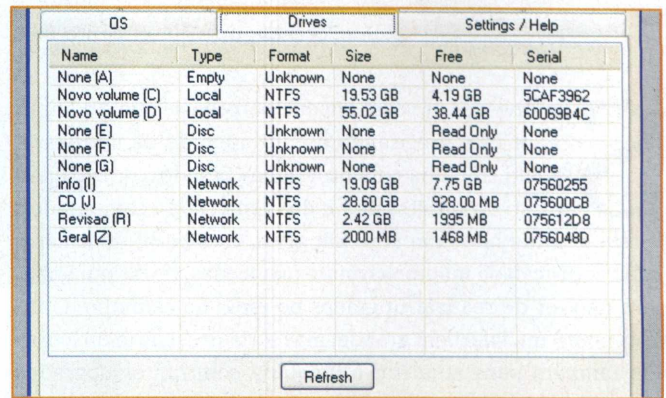 OS Drives Settings / Help
Name Type Format Size Free Serial
None (A) Empty Unknown None None None
Novo volume (C) Local NTFS 19.53 GB 4.19 GB 5CAF3962
Novo volume (D) Local NTFS 55.02 GB 38.44 GB 60069B4C
None (E) Disc Unknown None Read Only None
None (F) Disc Unknown None Read Only None
None (G) Disc Unknown None Read Only None
info (I) Network NTFS 19.09 GB 7.75 GB 07560255
CD (J) Network NTFS 28.60 GB 928.00 MB 075600CB
Revisao (R) Network NTFS 2.42 GB 1995 MB 075612D8
Geral (Z) Network NTFS 2000 MB 1468 MB 0756048D
Refresh